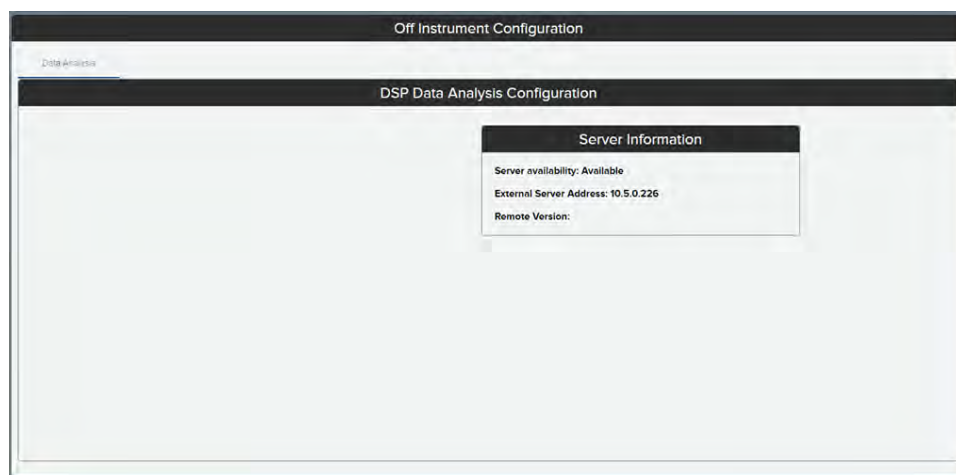 Off Instrument Configuration
Data Analysis
DSP Data Analysis Configuration
Server Information
Server availability: Available
External Server Address: 10.5.0.226
Remote Version: